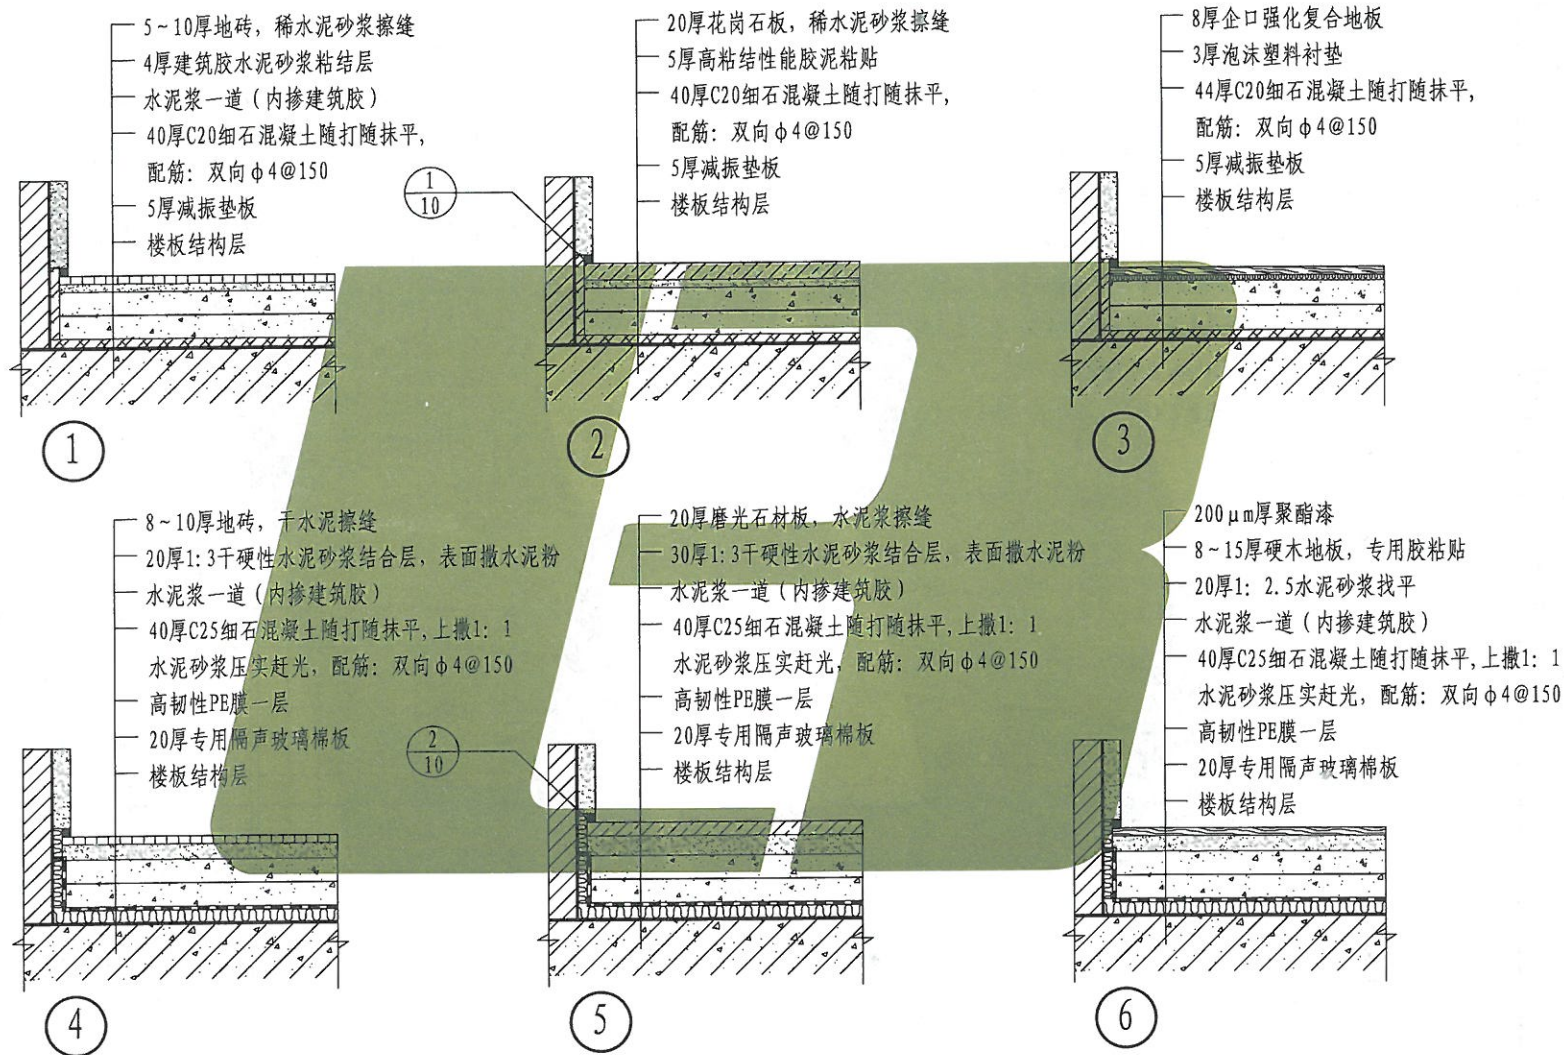 5~10厚地砖，稀水泥砂浆擦缝
4厚建筑胶水泥砂浆粘结层
水泥浆一道（内掺建筑胶）
40厚C20细石混凝土随打随抹平，
配筋：双向ф4@150
5厚减振垫板
楼板结构层
1
20厚花岗石板，稀水泥砂浆擦缝
5厚高粘结性能胶泥粘贴
40厚C20细石混凝土随打随抹平，
配筋：双向ф4@150
5厚减振垫板
楼板结构层
1
10
2
8厚企口强化复合地板
3厚泡沫塑料衬垫
44厚C20细石混凝土随打随抹平，
配筋：双向ф4@150
5厚减振垫板
楼板结构层
3
8~10厚地砖，干水泥擦缝
20厚1:3干硬性水泥砂浆结合层，表面撒水泥粉
水泥浆一道（内掺建筑胶）
40厚C25细石混凝土随打随抹平，上撒1：1
水泥砂浆压实赶光，配筋：双向ф4@150
高韧性PE膜一层
20厚专用隔声玻璃棉板
楼板结构层
4
20厚磨光石材板，水泥浆擦缝
30厚1:3干硬性水泥砂浆结合层，表面撒水泥粉
水泥浆一道（内掺建筑胶）
40厚C25细石混凝土随打随抹平，上撒1：1
水泥砂浆压实赶光，配筋：双向ф4@150
高韧性PE膜一层
20厚专用隔声玻璃棉板
楼板结构层
2
10
5
200μm厚聚酯漆
8~15厚硬木地板，专用胶粘贴
20厚1：2.5水泥砂浆找平
水泥浆一道（内掺建筑胶）
40厚C25细石混凝土随打随抹平，上撒1：1
水泥砂浆压实赶光，配筋：双向ф4@150
高韧性PE膜一层
20厚专用隔声玻璃棉板
楼板结构层
6